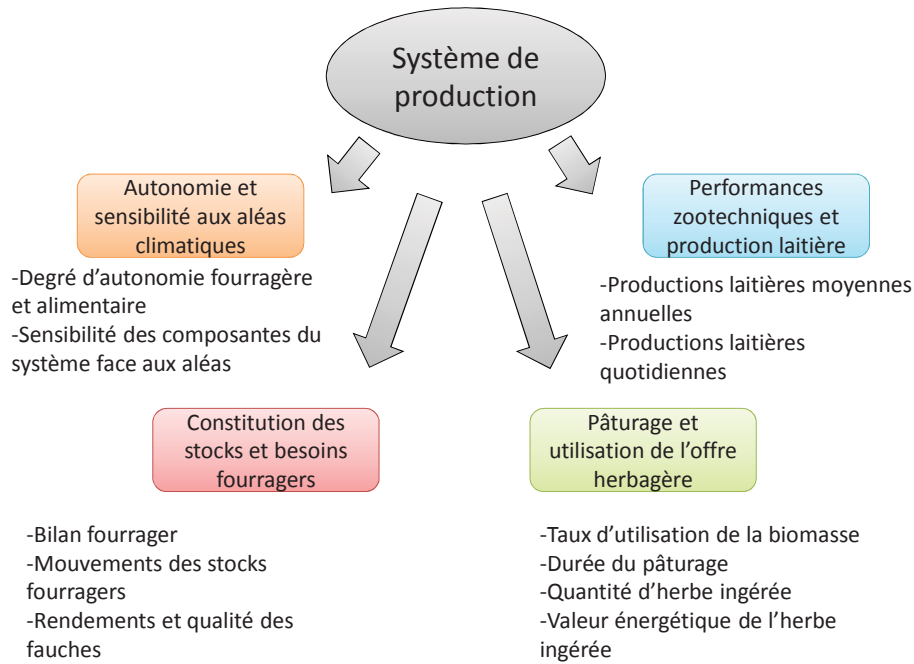 Système de
production
Autonomie et
sensibilité aux aléas
climatiques
-Degré d'autonomie fourragère
et alimentaire
-Sensibilité des composantes du
système face aux aléas
Performances
zootechniques et
production laitière
-Productions laitières moyennes
annuelles
-Productions laitières
quotidiennes
Constitution des
stocks et besoins
fourragers
-Bilan fourrager
-Mouvements des stocks
fourragers
-Rendements et qualité des
fauches
Pâturage et
utilisation de l'offre
herbagère
-Taux d'utilisation de la biomasse
-Durée du pâturage
-Quantité d'herbe ingérée
-Valeur énergétique de l'herbe
ingérée